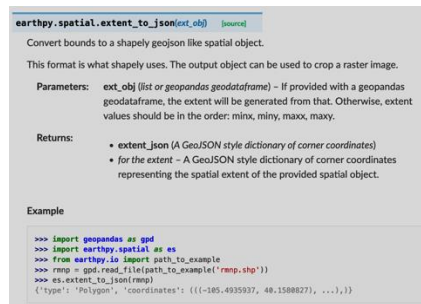 earthpy.spatial.extent_to_json(ext_obj) [source]
Convert bounds to a shapely geojson like spatial object.
This format is what shapely uses. The output object can be used to crop a raster image.
Parameters: ext_obj (list or geopandas geodataframe) – If provided with a geopandas
geodataframe, the extent will be generated from that. Otherwise, extent
values should be in the order: minx, miny, maxx, maxy.
Returns:
• extent_json (A GeoJSON style dictionary of corner coordinates)
• for the extent – A GeoJSON style dictionary of corner coordinates
representing the spatial extent of the provided spatial object.
Example
>>> import geopandas as gpd
>>> import earthpy.spatial as es
>>> from earthpy.io import path_to_example
>>> rmnp = gpd.read_file(path_to_example('rmnp.shp'))
>>> es.extent_to_json(rmnp)
{'type': 'Polygon', 'coordinates': (((-105.4935937, 40.1580827), ...),)}